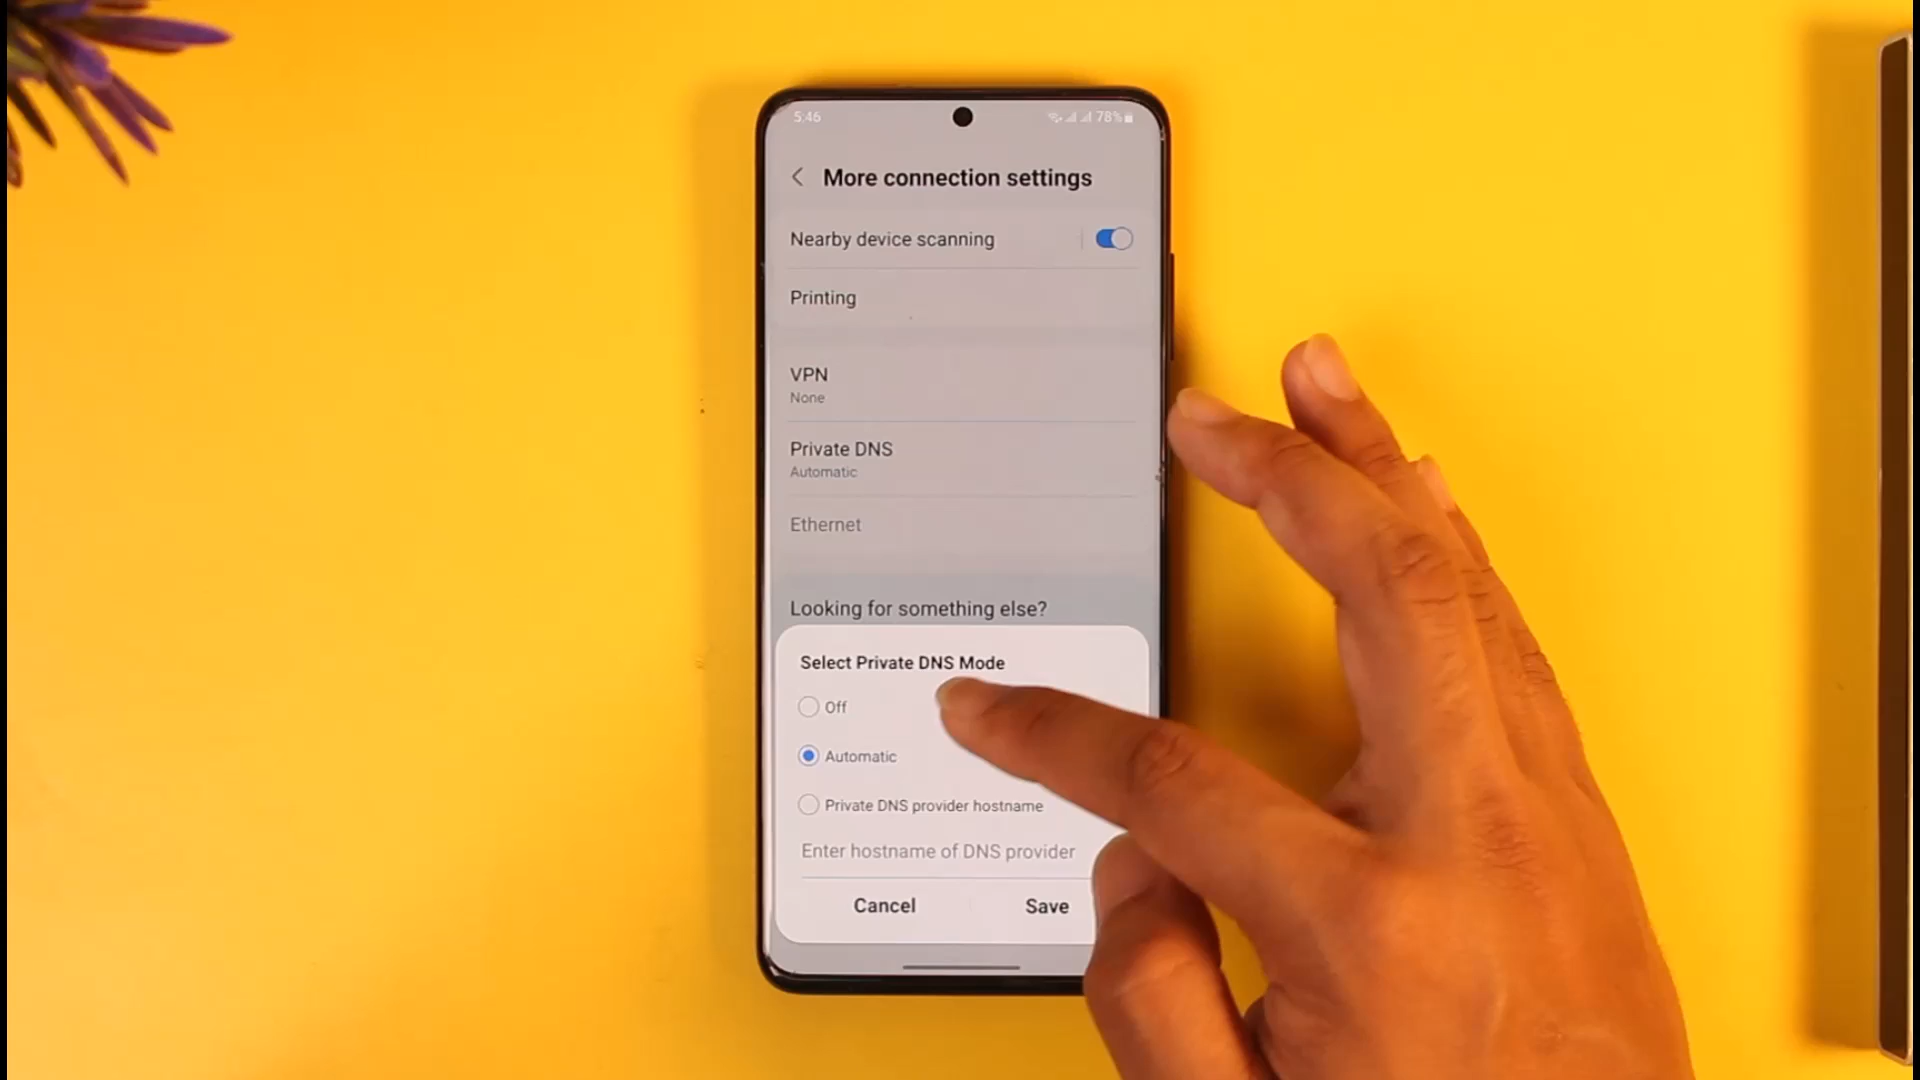 5:46
78%
More connection settings
Nearby device scanning
Printing
VPN
None
Private DNS
Automatic
Ethernet
Looking for something else?
Select Private DNS Mode
Off
Automatic
Private DNS provider hostname
Enter hostname of DNS provider
Cancel
Save